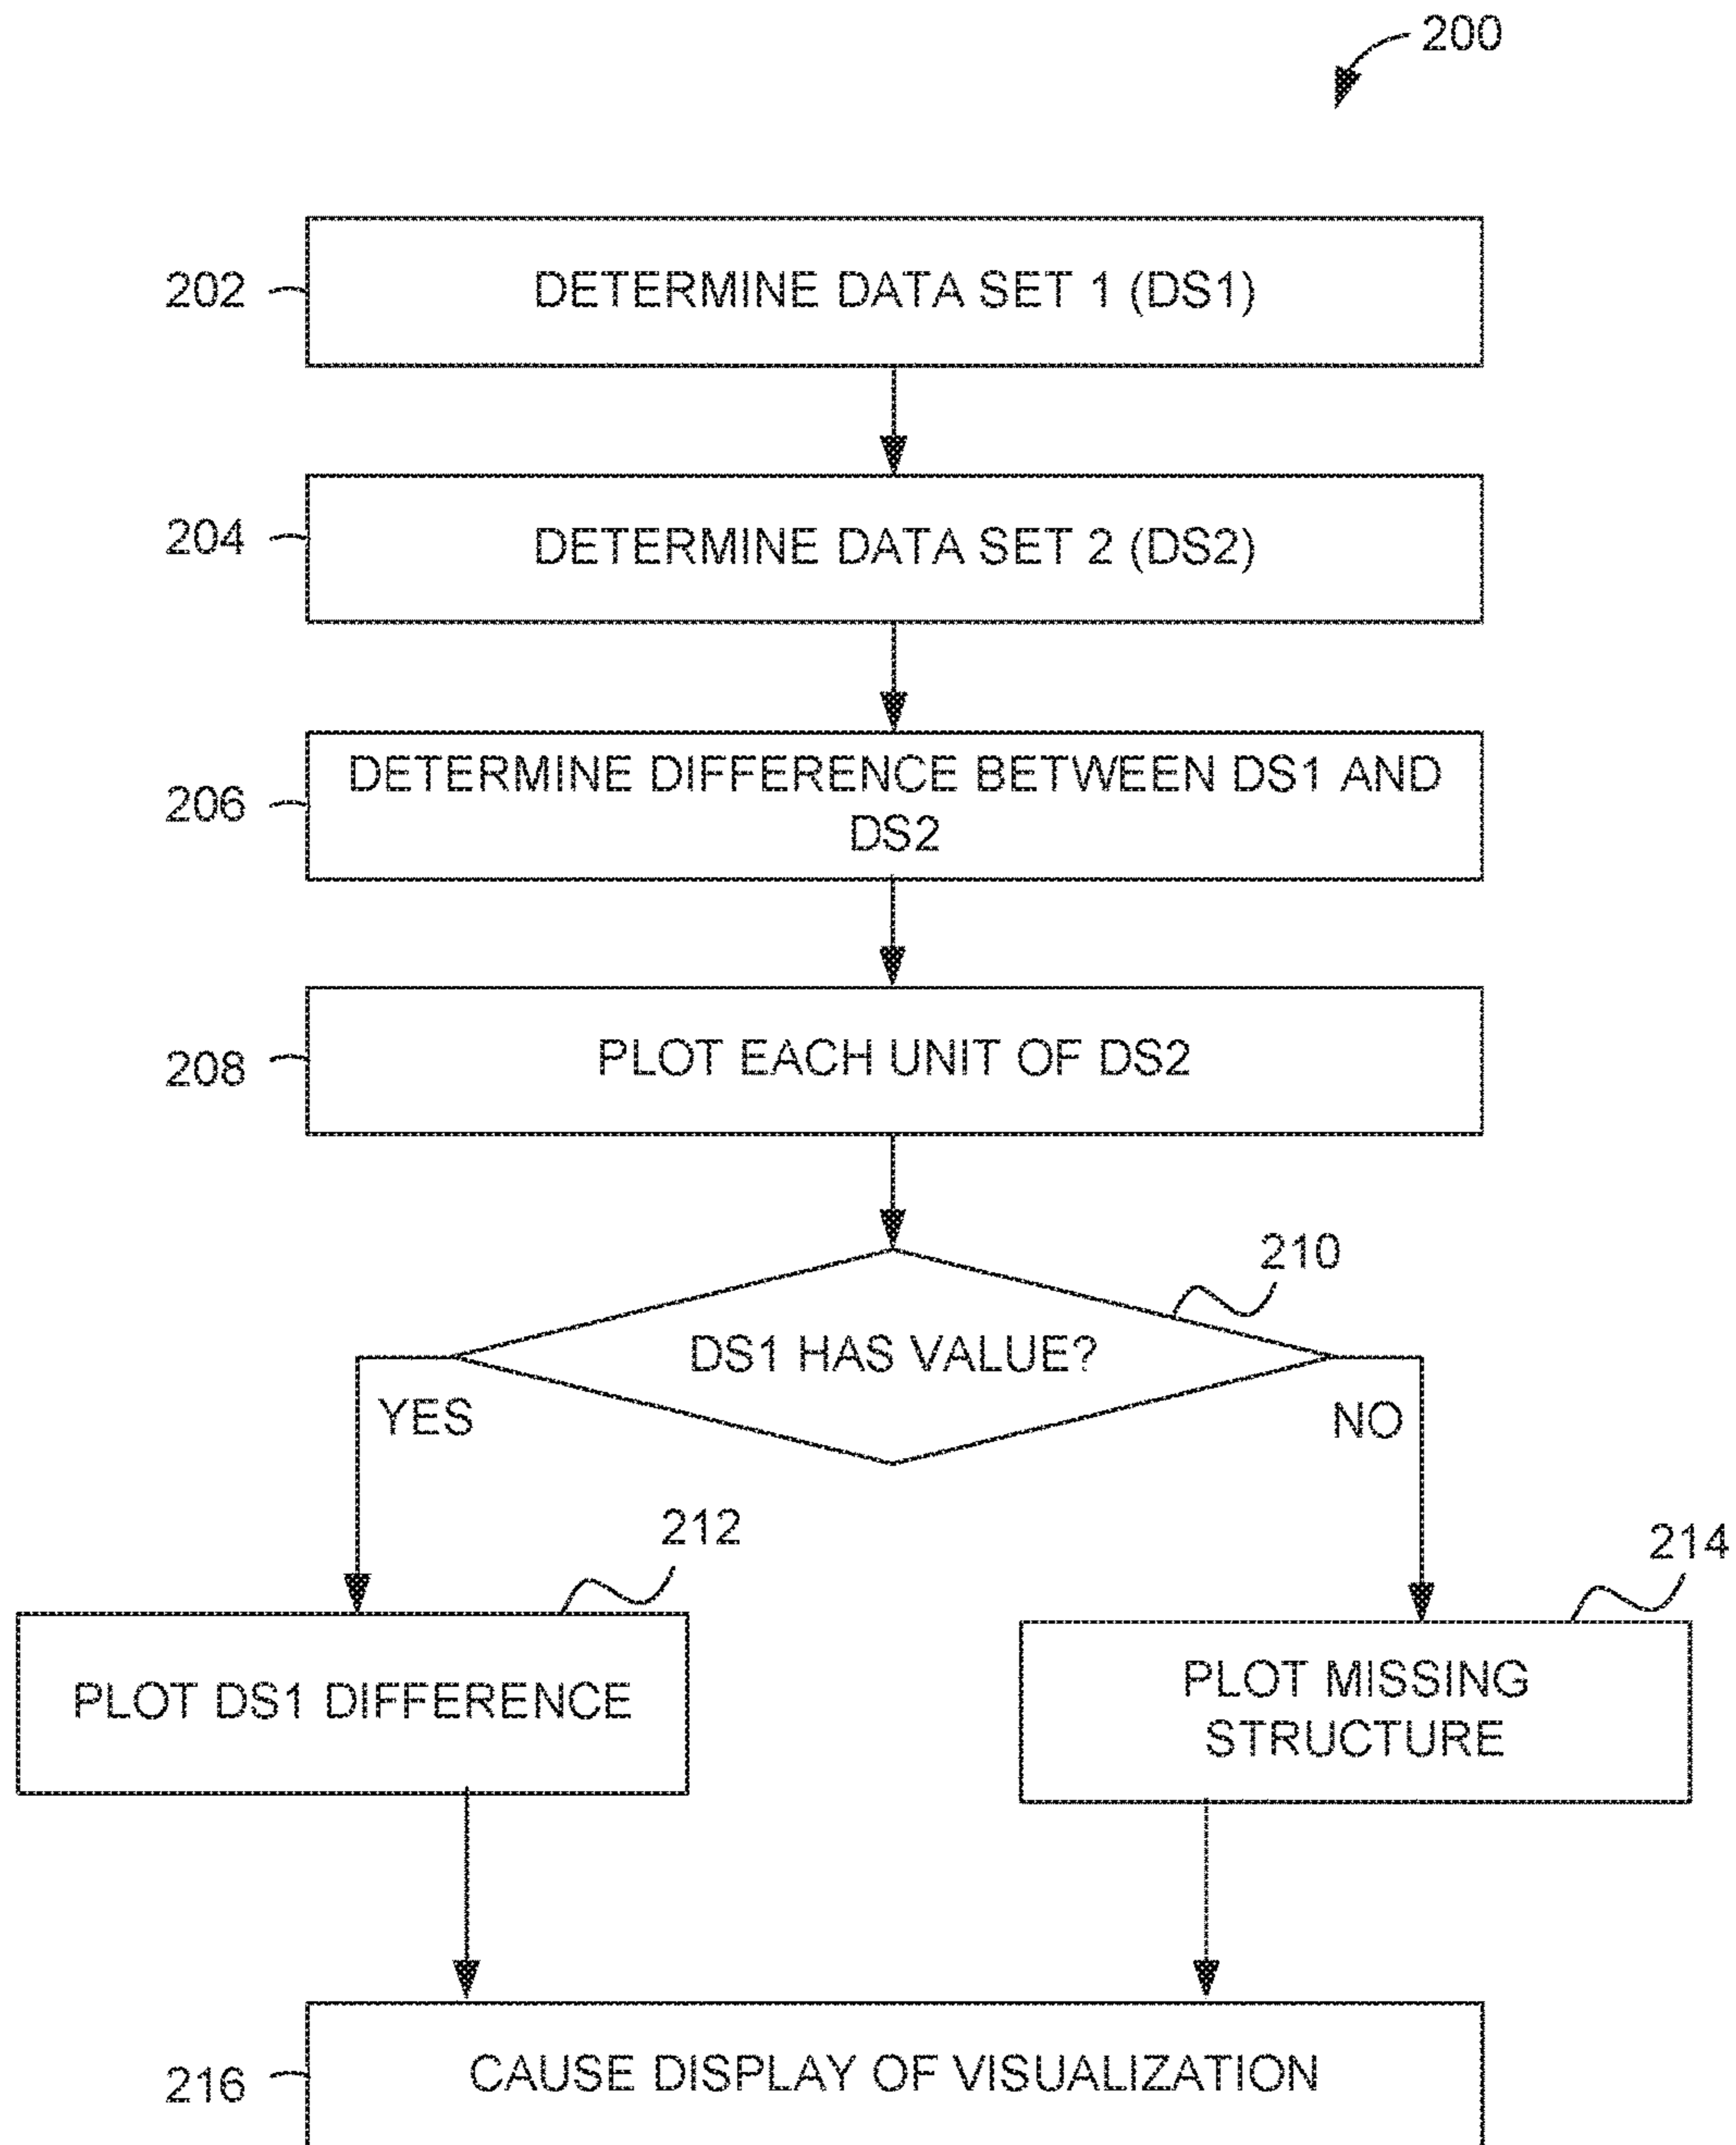 200
202
DETERMINE DATA SET 1 (DS1)
204
DETERMINE DATA SET 2 (DS2)
206
DETERMINE DIFFERENCE BETWEEN DS1 AND
DS2
208
PLOT EACH UNIT OF DS2
210
DS1 HAS VALUE?
YES
NO
212
214
PLOT DS1 DIFFERENCE
PLOT MISSING
STRUCTURE
216
CAUSE DISPLAY OF VISUALIZATION